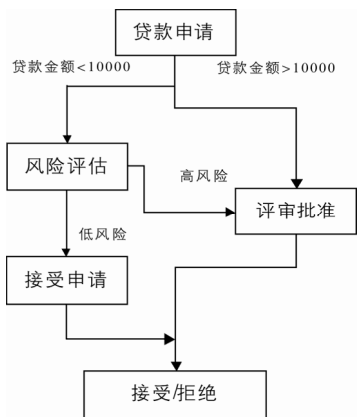 贷款申请
贷款金额<10000
贷款金额>10000
风险评估
高风险
评审批准
低风险
接受申请
接受/拒绝